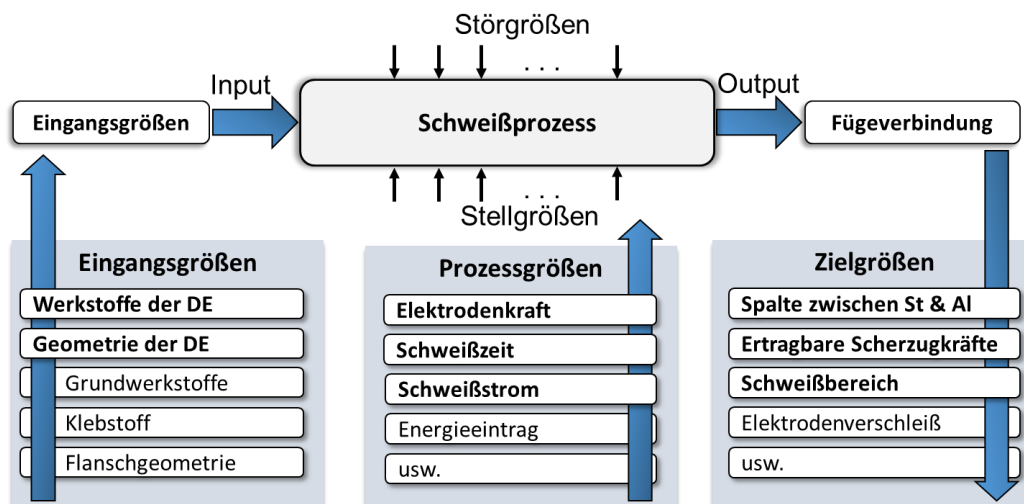 Störgrößen
. . .
Input
Output
Eingangsgrößen
Schweißprozess
Fügeverbindung
. . .
Stellgrößen
Eingangsgrößen
Werkstoffe der DE
Geometrie der DE
Grundwerkstoffe
Klebstoff
Flanschgeometrie
Prozessgrößen
Elektrodenkraft
Schweißzeit
Schweißstrom
Energieeintrag
usw.
Zielgrößen
Spalte zwischen St & Al
Ertragbare Scherzugkräfte
Schweißbereich
Elektrodenverschleiß
usw.